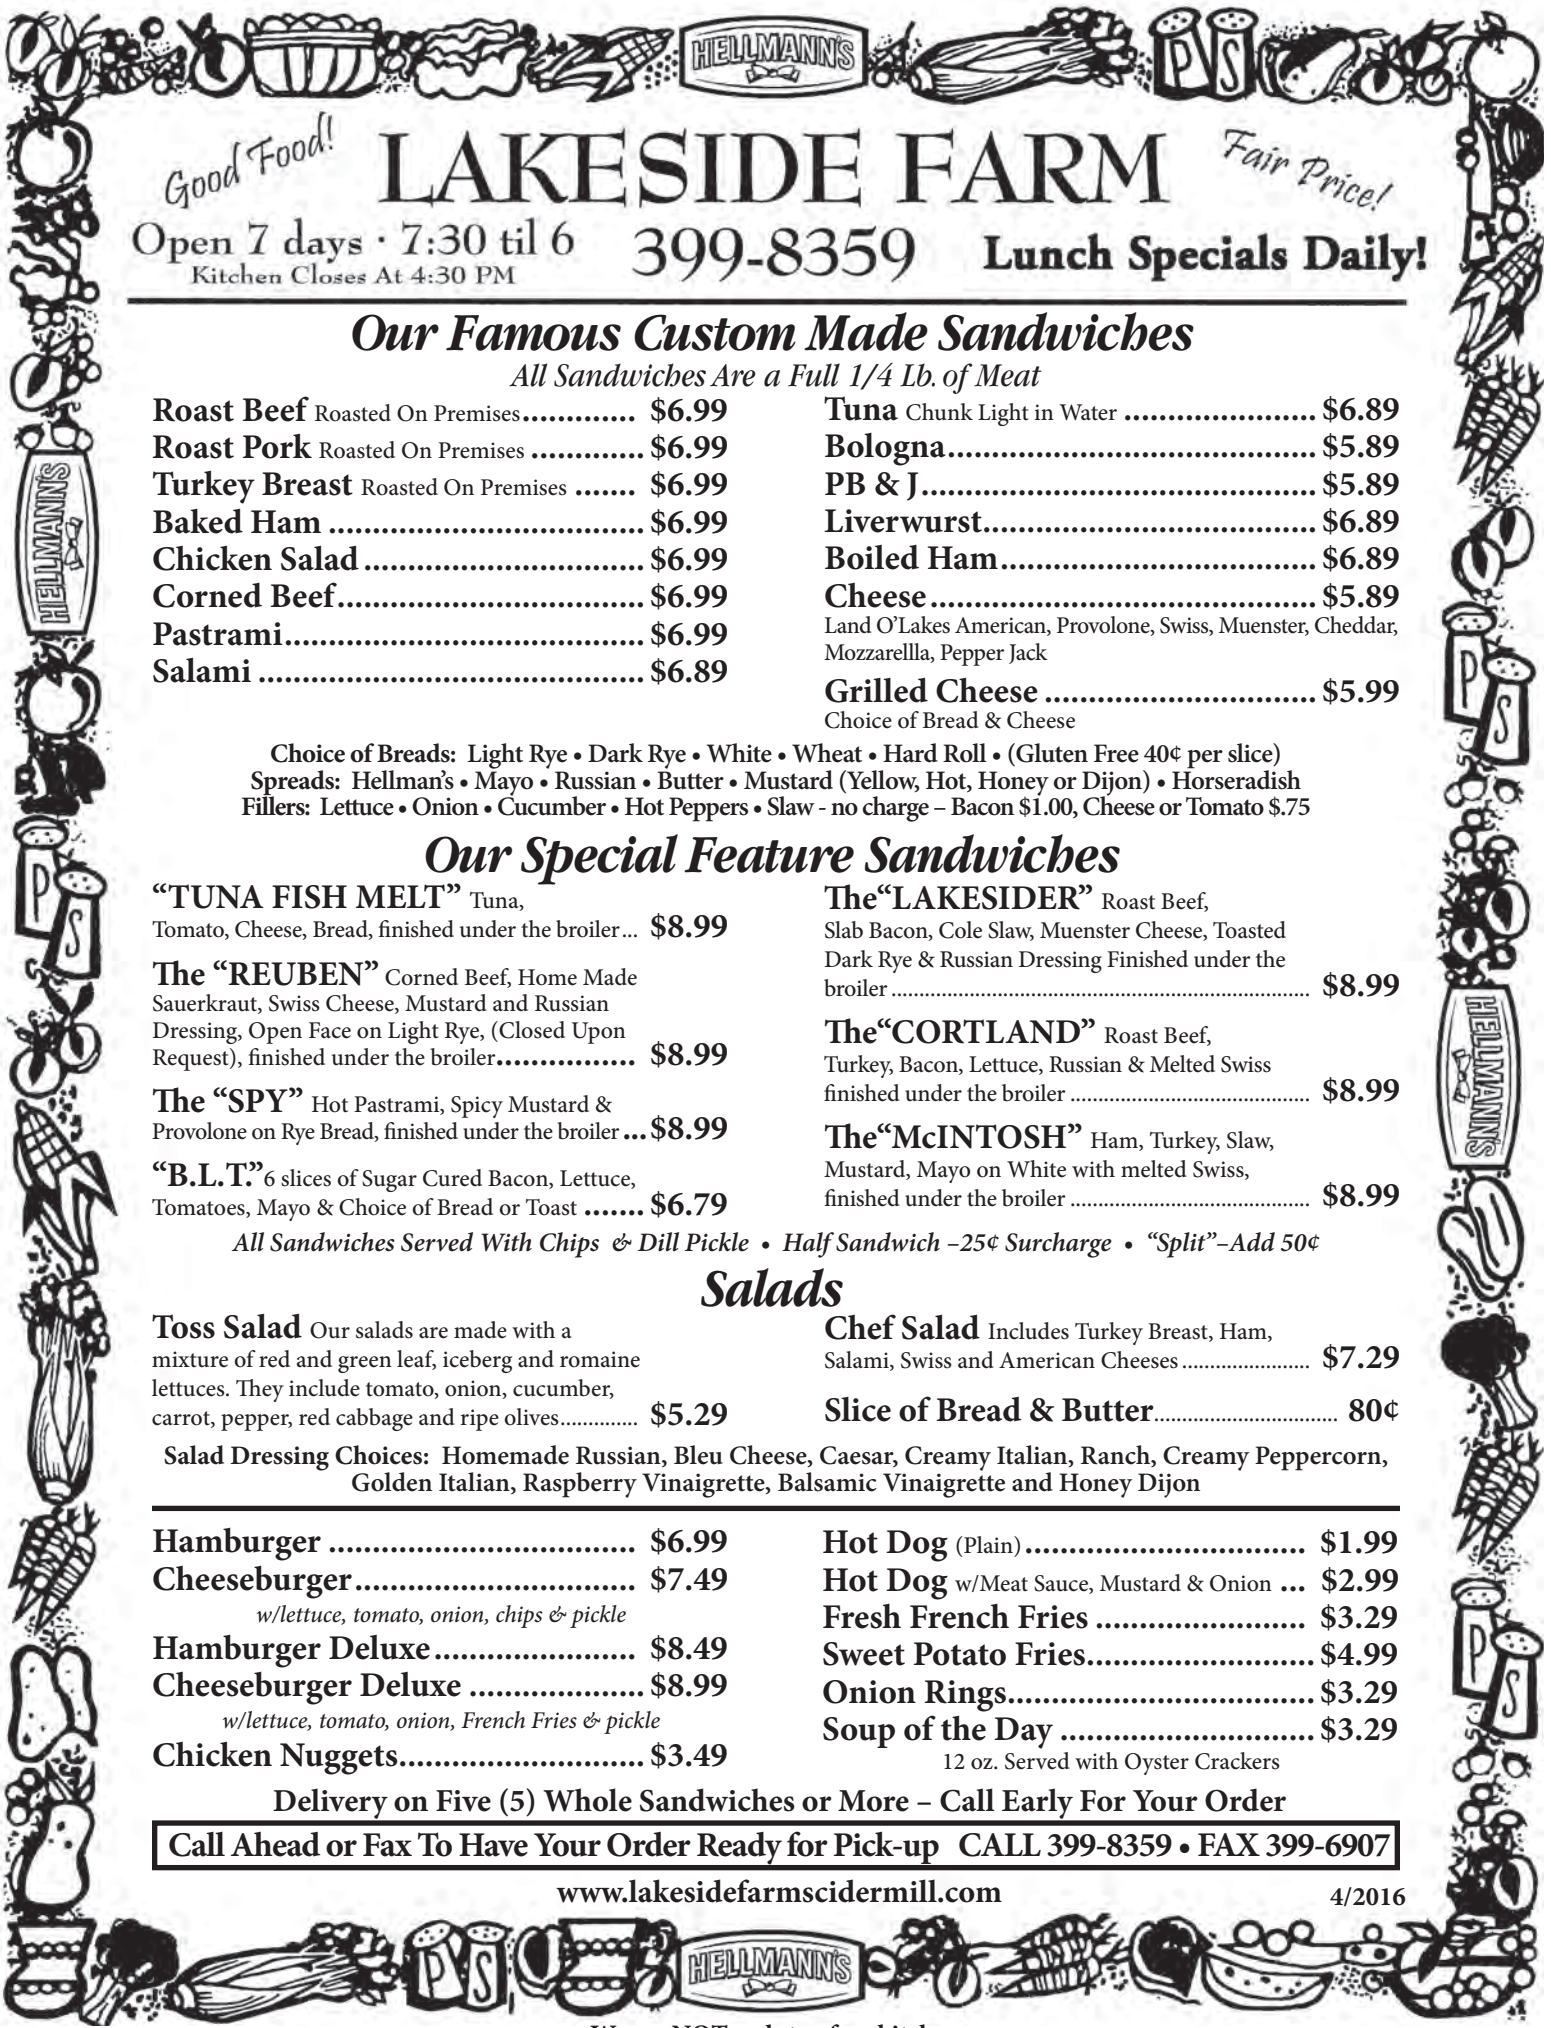 HELLMANN'S
Good Food!
LAKESIDE FARM
Fair Price!
Open 7 days · 7:30 til 6
Kitchen Closes At 4:30 PM
399-8359
Lunch Specials Daily!
Our Famous Custom Made Sandwiches
All Sandwiches Are a Full 1/4 Lb. of Meat
Roast Beef Roasted On Premises............. $6.99
Roast Pork Roasted On Premises ............. $6.99
Turkey Breast Roasted On Premises ....... $6.99
Baked Ham .................................... $6.99
Chicken Salad ................................ $6.99
Corned Beef................................... $6.99
Pastrami......................................... $6.99
Salami ............................................ $6.89
Tuna Chunk Light in Water ...................... $6.89
Bologna.......................................... $5.89
PB & J............................................. $5.89
Liverwurst...................................... $6.89
Boiled Ham.................................... $6.89
Cheese............................................ $5.89
Land O'Lakes American, Provolone, Swiss, Muenster, Cheddar,
Mozzarellla, Pepper Jack
Grilled Cheese ............................... $5.99
Choice of Bread & Cheese
Choice of Breads: Light Rye • Dark Rye • White • Wheat • Hard Roll • (Gluten Free 40¢ per slice)
Spreads: Hellman's • Mayo • Russian • Butter • Mustard (Yellow, Hot, Honey or Dijon) • Horseradish
Fillers: Lettuce • Onion • Cucumber • Hot Peppers • Slaw - no charge – Bacon $1.00, Cheese or Tomato $.75
Our Special Feature Sandwiches
“TUNA FISH MELT” Tuna,
Tomato, Cheese, Bread, finished under the broiler... $8.99
The “REUBEN” Corned Beef, Home Made
Sauerkraut, Swiss Cheese, Mustard and Russian
Dressing, Open Face on Light Rye, (Closed Upon
Request), finished under the broiler................ $8.99
The “SPY” Hot Pastrami, Spicy Mustard &
Provolone on Rye Bread, finished under the broiler ... $8.99
“B.L.T.” 6 slices of Sugar Cured Bacon, Lettuce,
Tomatoes, Mayo & Choice of Bread or Toast ....... $6.79
The“LAKESIDER” Roast Beef,
Slab Bacon, Cole Slaw, Muenster Cheese, Toasted
Dark Rye & Russian Dressing Finished under the
broiler ........................................................................ $8.99
The“CORTLAND” Roast Beef,
Turkey, Bacon, Lettuce, Russian & Melted Swiss
finished under the broiler ......................................... $8.99
The“McINTOSH” Ham, Turkey, Slaw,
Mustard, Mayo on White with melted Swiss,
finished under the broiler ......................................... $8.99
All Sandwiches Served With Chips & Dill Pickle • Half Sandwich –25¢ Surcharge • “Split”–Add 50¢
Salads
Toss Salad Our salads are made with a
mixture of red and green leaf, iceberg and romaine
lettuces. They include tomato, onion, cucumber,
carrot, pepper, red cabbage and ripe olives.............. $5.29
Chef Salad Includes Turkey Breast, Ham,
Salami, Swiss and American Cheeses ...................... $7.29
Slice of Bread & Butter................................ 80¢
Salad Dressing Choices: Homemade Russian, Bleu Cheese, Caesar, Creamy Italian, Ranch, Creamy Peppercorn,
Golden Italian, Raspberry Vinaigrette, Balsamic Vinaigrette and Honey Dijon
Hamburger ................................... $6.99
Cheeseburger................................ $7.49
w/lettuce, tomato, onion, chips & pickle
Hamburger Deluxe....................... $8.49
Cheeseburger Deluxe .................... $8.99
w/lettuce, tomato, onion, French Fries & pickle
Chicken Nuggets............................ $3.49
Hot Dog (Plain)................................ $1.99
Hot Dog w/Meat Sauce, Mustard & Onion ... $2.99
Fresh French Fries ........................ $3.29
Sweet Potato Fries.......................... $4.99
Onion Rings................................... $3.29
Soup of the Day ............................. $3.29
12 oz. Served with Oyster Crackers
Delivery on Five (5) Whole Sandwiches or More – Call Early For Your Order
Call Ahead or Fax To Have Your Order Ready for Pick-up CALL 399-8359 • FAX 399-6907
www.lakesidefarmscidermill.com
4/2016
HELLMANN'S
HELLMANN'S
HELLMANN'S
P S
P S
P S
P S
P S